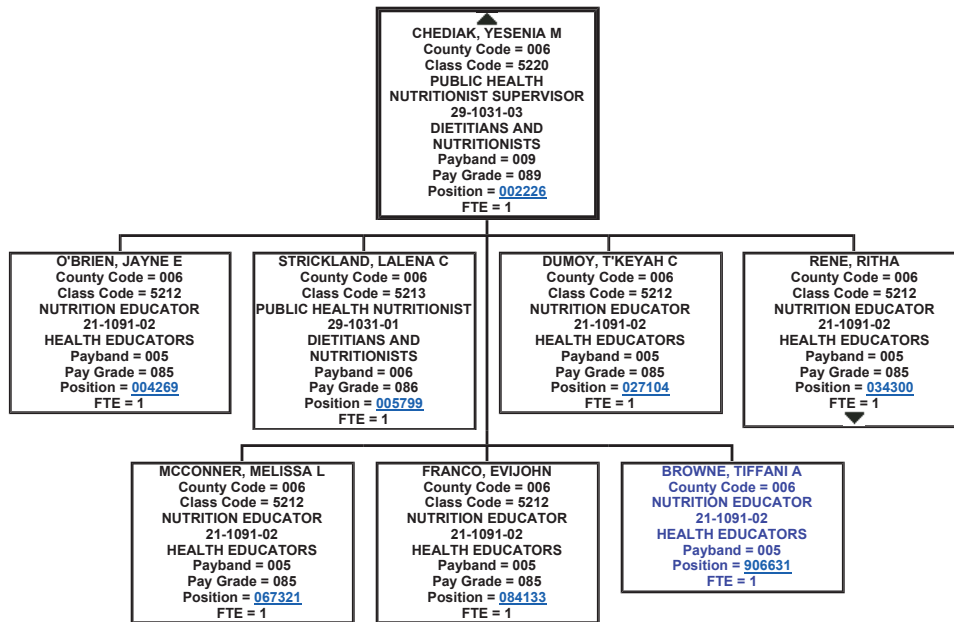 CHEDIAK, YESENIA M
County Code = 006
Class Code = 5220
PUBLIC HEALTH
NUTRITIONIST SUPERVISOR
29-1031-03
DIETITIANS AND
NUTRITIONISTS
Payband = 009
Pay Grade = 089
Position = 002226
FTE = 1
O'BRIEN, JAYNE E
County Code = 006
Class Code = 5212
NUTRITION EDUCATOR
21-1091-02
HEALTH EDUCATORS
Payband = 005
Pay Grade = 085
Position = 004269
FTE = 1
STRICKLAND, LALENA C
County Code = 006
Class Code = 5213
PUBLIC HEALTH NUTRITIONIST
29-1031-01
DIETITIANS AND
NUTRITIONISTS
Payband = 006
Pay Grade = 086
Position = 005799
FTE = 1
DUMOY, T'KEYAH C
County Code = 006
Class Code = 5212
NUTRITION EDUCATOR
21-1091-02
HEALTH EDUCATORS
Payband = 005
Pay Grade = 085
Position = 027104
FTE = 1
RENE, RITHA
County Code = 006
Class Code = 5212
NUTRITION EDUCATOR
21-1091-02
HEALTH EDUCATORS
Payband = 005
Pay Grade = 085
Position = 034300
FTE = 1
MCCONNER, MELISSA L
County Code = 006
Class Code = 5212
NUTRITION EDUCATOR
21-1091-02
HEALTH EDUCATORS
Payband = 005
Pay Grade = 085
Position = 067321
FTE = 1
FRANCO, EVIJOHN
County Code = 006
Class Code = 5212
NUTRITION EDUCATOR
21-1091-02
HEALTH EDUCATORS
Payband = 005
Pay Grade = 085
Position = 084133
FTE = 1
BROWNE, TIFFANI A
County Code = 006
NUTRITION EDUCATOR
21-1091-02
HEALTH EDUCATORS
Payband = 005
Position = 906631
FTE = 1